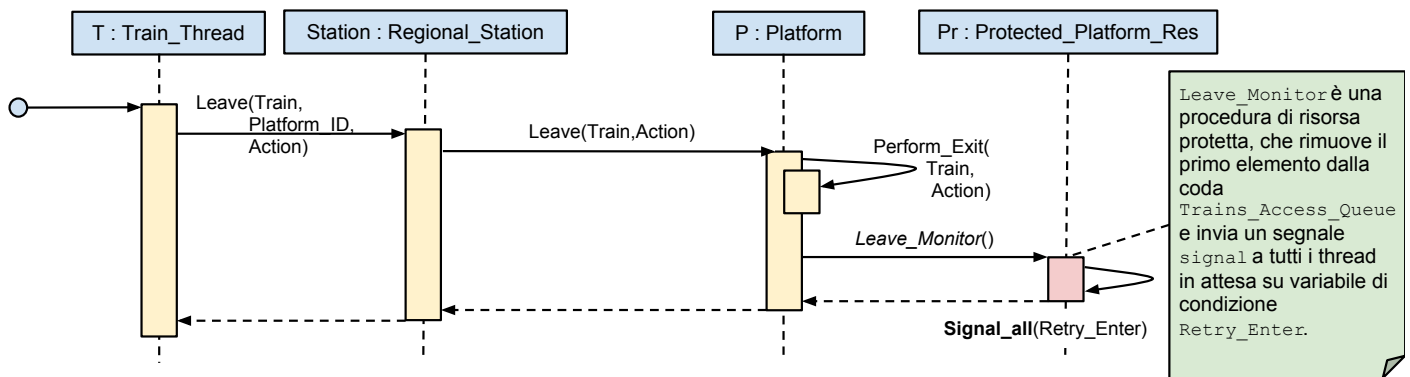 T : Train_Thread
Station : Regional_Station
P : Platform
Pr : Protected_Platform_Res
Leave(Train,
Platform_ID,
Action)
Leave(Train,Action)
Perform_Exit(
Train,
Action)
Leave_Monitor()
Signal_all(Retry_Enter)
Leave_Monitor è una
procedura di risorsa
protetta, che rimuove il
primo elemento dalla
coda
Trains_Access_Queue
e invia un segnale
signal a tutti i thread
in attesa su variabile di
condizione
Retry_Enter.